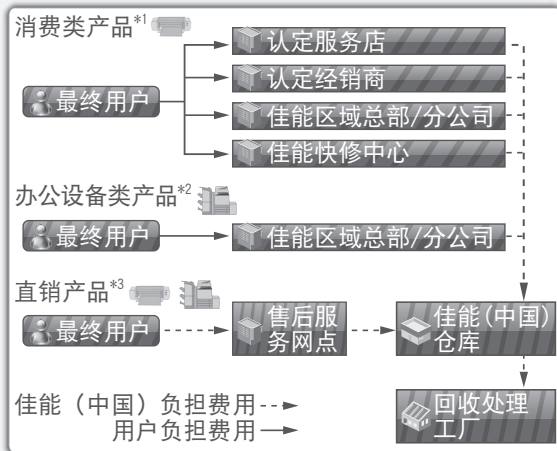 消费类产品*1
认定服务店
认定经销商
最终用户
佳能区域总部/分公司
佳能快修中心
办公设备类产品*2
最终用户
佳能区域总部/分公司
直销产品*3
最终用户
售后服
务网点
佳能(中国)
仓库
佳能（中国）负担费用
用户负担费用
回收处理
工厂